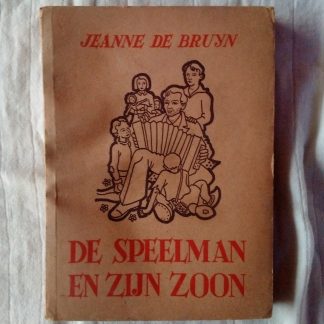 JEANNE DE BRUYN
DE SPEELMAN
EN ZIJN ZOON